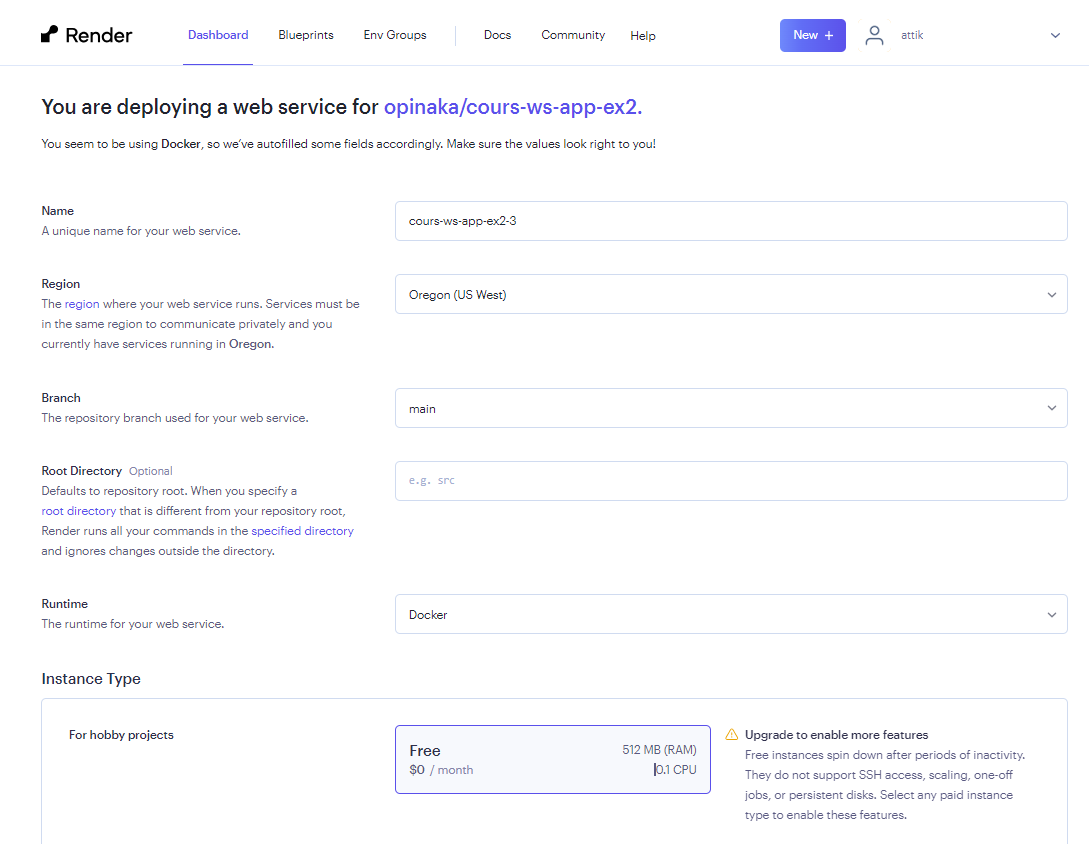 Render
Dashboard
Blueprints
Env Groups
Docs
Community
Help
New +
attik
You are deploying a web service for opinaka/cours-ws-app-ex2.
You seem to be using Docker, so we've autofilled some fields accordingly. Make sure the values look right to you!
Name
A unique name for your web service.
cours-ws-app-ex2-3
Region
The region where your web service runs. Services must be
in the same region to communicate privately and you
currently have services running in Oregon.
Oregon (US West)
Branch
The repository branch used for your web service.
main
Root Directory Optional
Defaults to repository root. When you specify a
root directory that is different from your repository root,
Render runs all your commands in the specified directory
and ignores changes outside the directory.
e.g. src
Runtime
The runtime for your web service.
Docker
Instance Type
For hobby projects
Free
$0 / month
512 MB (RAM)
0.1 CPU
Upgrade to enable more features
Free instances spin down after periods of inactivity.
They do not support SSH access, scaling, one-off
jobs, or persistent disks. Select any paid instance
type to enable these features.